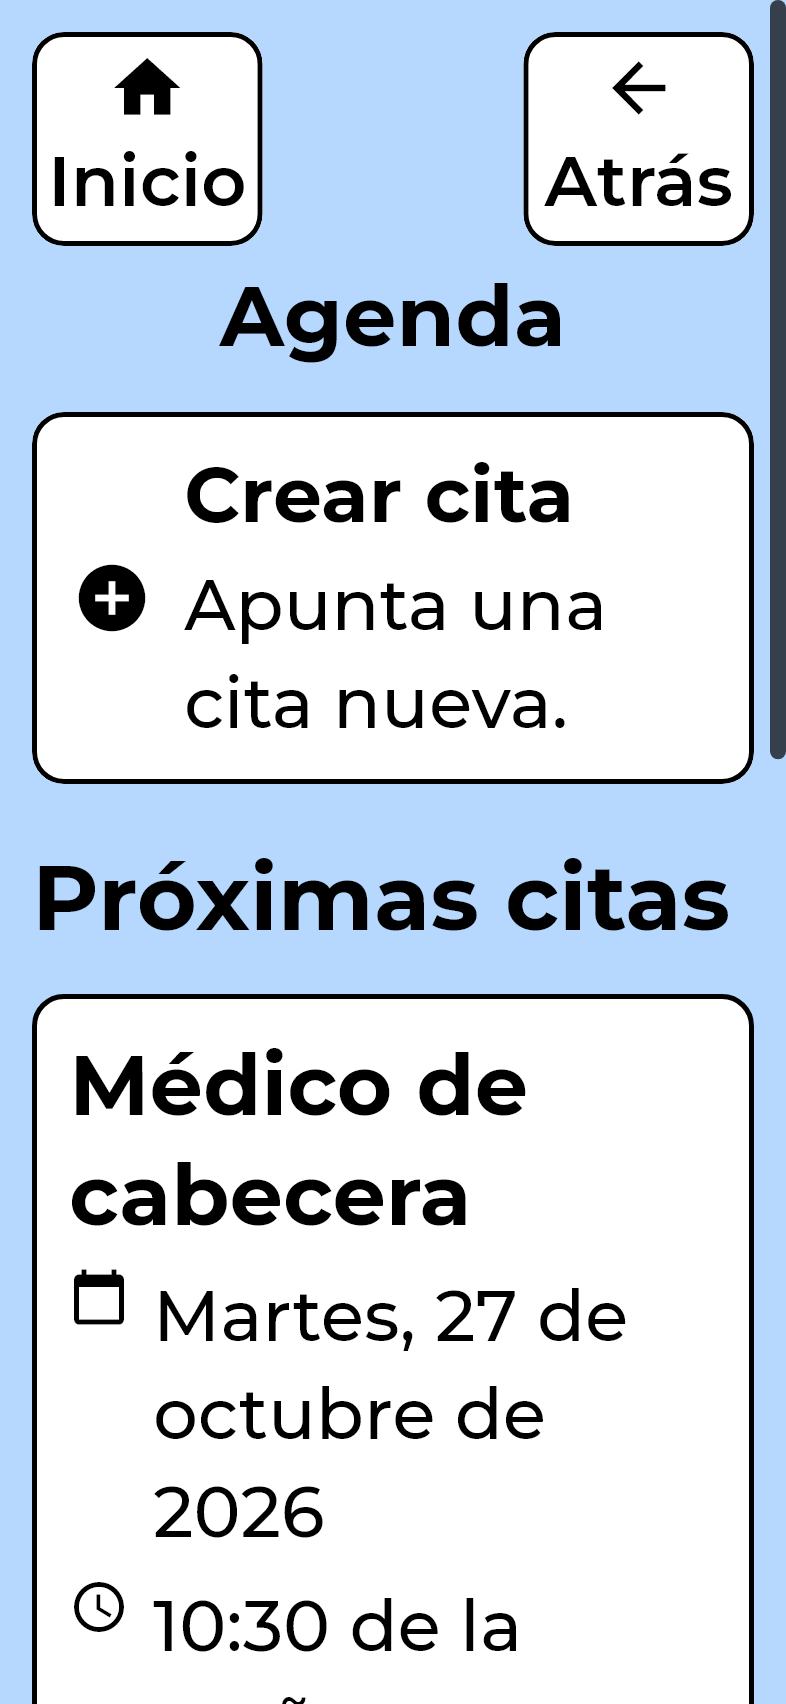 Inicio
Atrás
Agenda
Crear cita
Apunta una
cita nueva.
Próximas citas
Médico de
cabecera
Martes, 27 de
octubre de
2026
10:30 de la